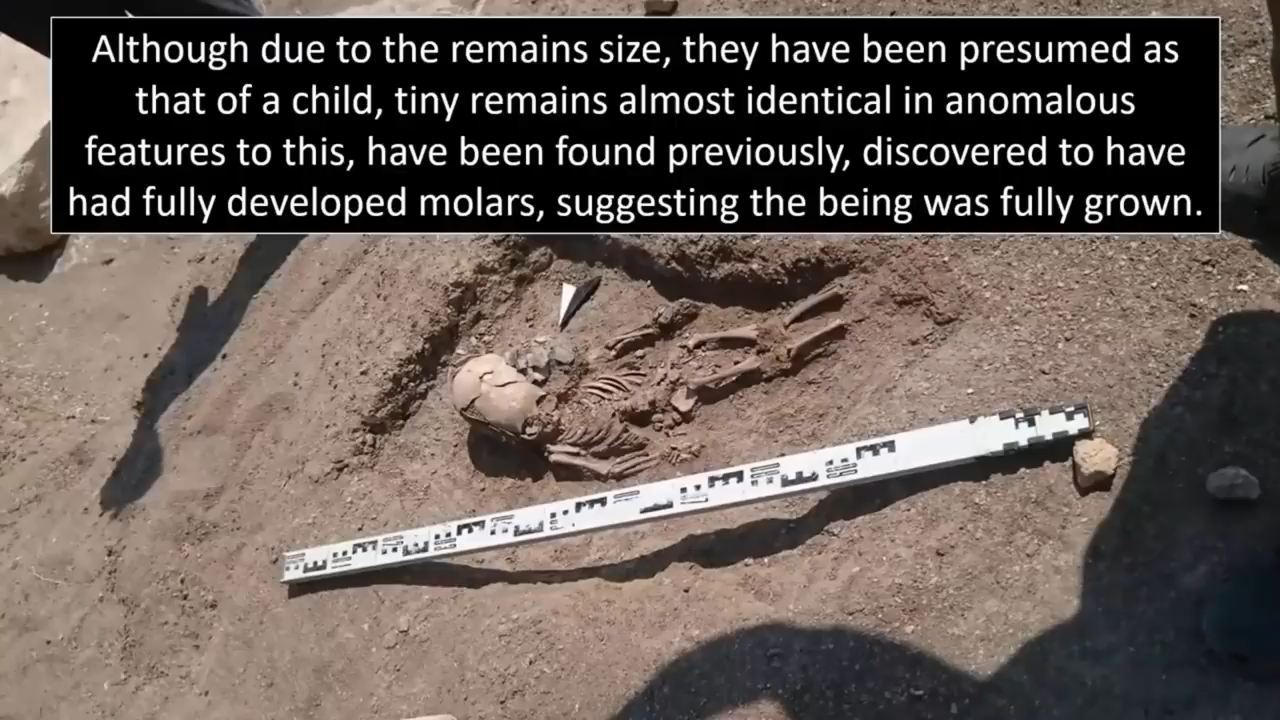 Although due to the remains size, they have been presumed as
that of a child, tiny remains almost identical in anomalous
features to this, have been found previously, discovered to have
had fully developed molars, suggesting the being was fully grown.